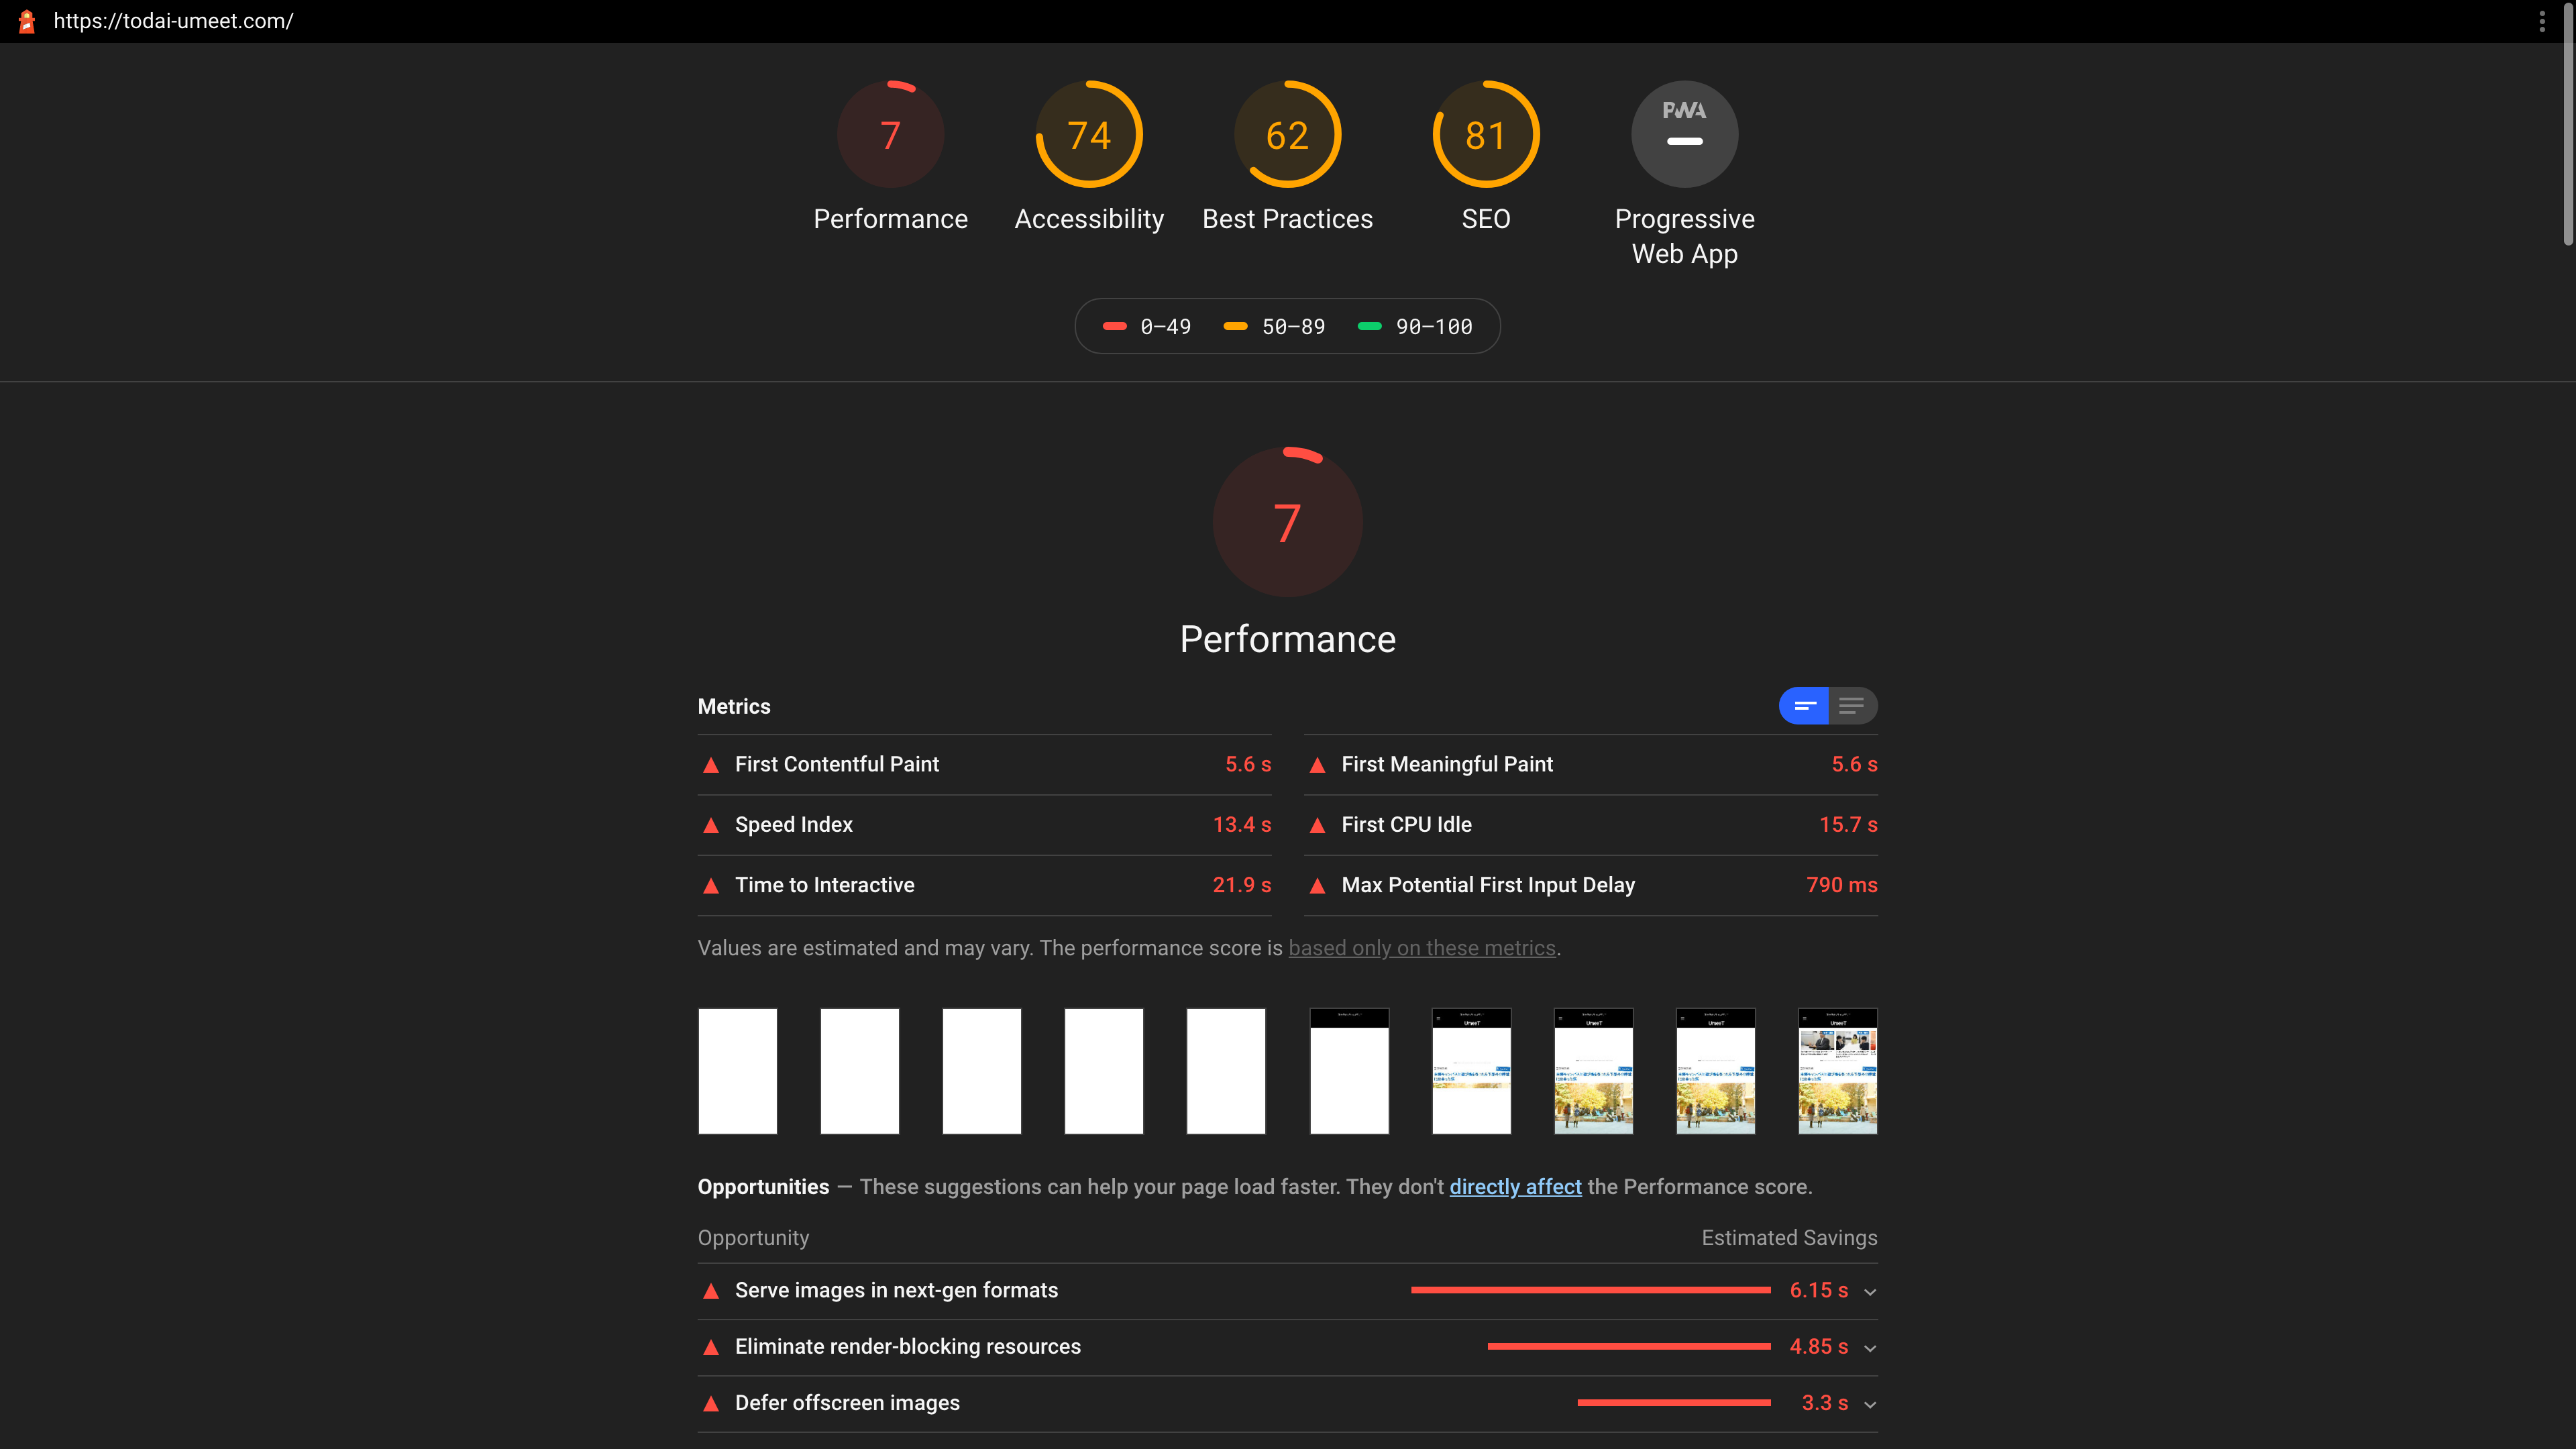 https://todai-umeet.com/
7
74
62
81
PWA
Performance
Accessibility
Best Practices
SEO
Progressive
Web App
0–49
50–89
90–100
7
Performance
Metrics
First Contentful Paint
5.6 s
First Meaningful Paint
5.6 s
Speed Index
13.4 s
First CPU Idle
15.7 s
Time to Interactive
21.9 s
Max Potential First Input Delay
790 ms
Values are estimated and may vary. The performance score is based only on these metrics.
UmeeT
UmeeT
UmeeT
UmeeT
Opportunities — These suggestions can help your page load faster. They don't directly affect the Performance score.
Opportunity
Estimated Savings
Serve images in next-gen formats
6.15 s
Eliminate render-blocking resources
4.85 s
Defer offscreen images
3.3 s